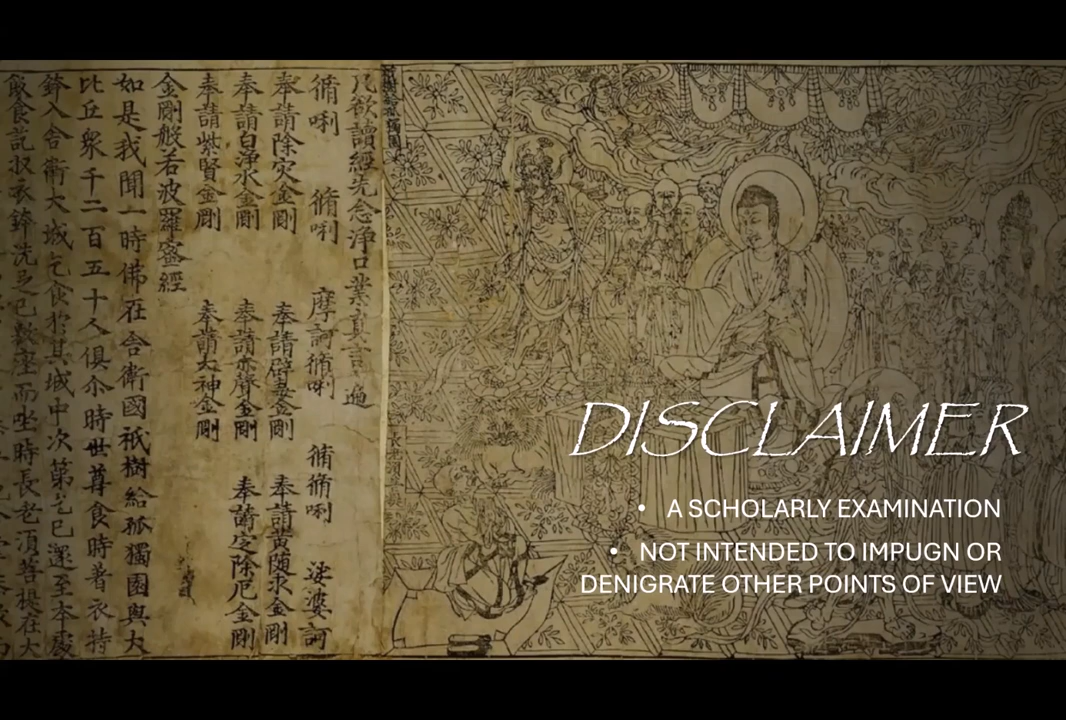 凡欲讀經先念淨口業真言一遍
脩唎 脩唎 摩訶脩唎 脩脩唎 娑婆訶
奉請除灾金剛 奉請辟毒金剛 奉請黃隨求金剛
奉請白淨水金剛 奉請赤聲金剛 奉請定除厄金剛
奉請紫賢金剛 奉請大神金剛
金剛般若波羅蜜經
如是我聞一時佛在舍衛國祇樹給孤獨園與大
比丘衆千二百五十人俱尒時世尊食時著衣持
鉢入舍衛大城乞食於其城中次第乞已還至本處
飯食訖收衣鉢洗足已敷座而坐時長老須菩提在大
DISCLAIMER
• A SCHOLARLY EXAMINATION
• NOT INTENDED TO IMPUGN OR
DENIGRATE OTHER POINTS OF VIEW